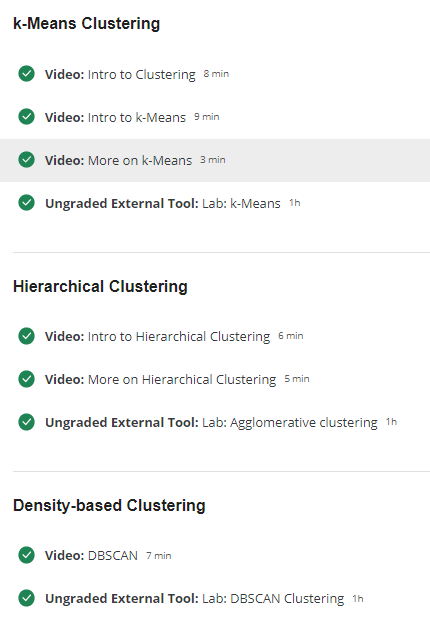 k-Means Clustering
Video: Intro to Clustering 8 min
Video: Intro to k-Means 9 min
Video: More on k-Means 3 min
Ungraded External Tool: Lab: k-Means 1h
Hierarchical Clustering
Video: Intro to Hierarchical Clustering 6 min
Video: More on Hierarchical Clustering 5 min
Ungraded External Tool: Lab: Agglomerative clustering 1h
Density-based Clustering
Video: DBSCAN 7 min
Ungraded External Tool: Lab: DBSCAN Clustering 1h